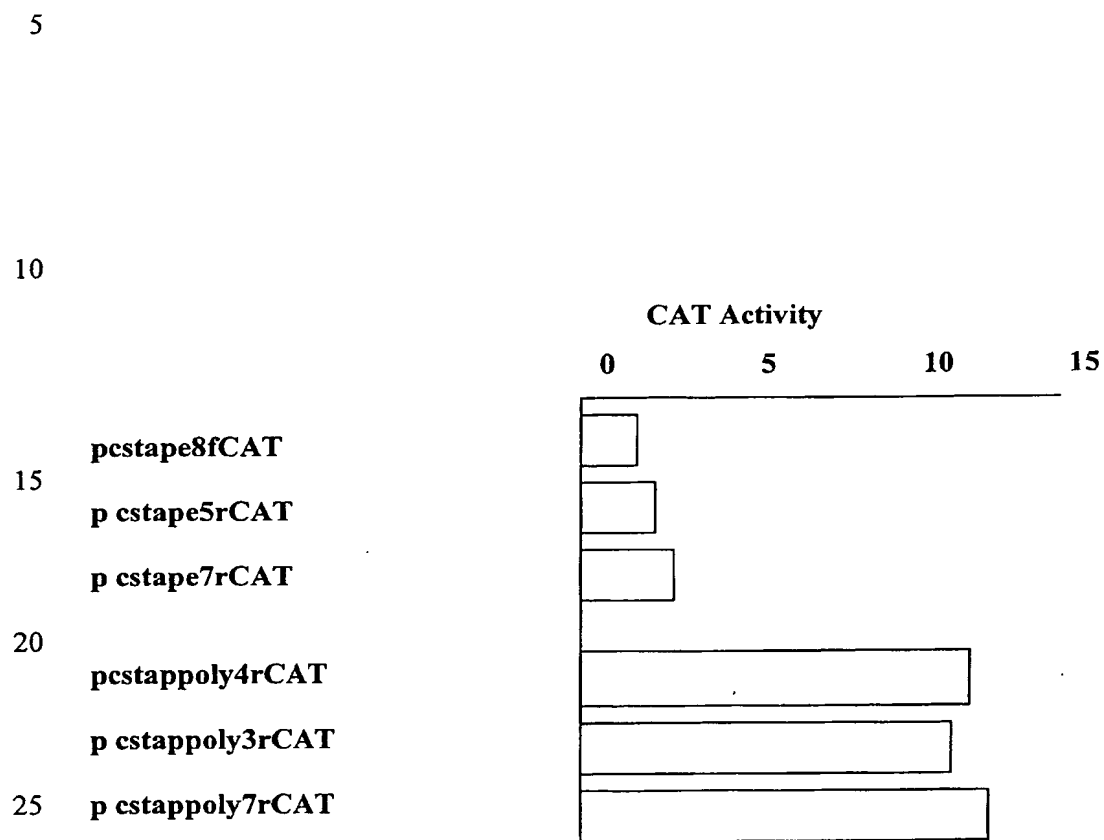 5
10
CAT Activity
0 5 10 15
pcstape8fCAT
15
p cstape5rCAT
p cstape7rCAT
20
pcstappoly4rCAT
p cstappoly3rCAT
25 p cstappoly7rCAT